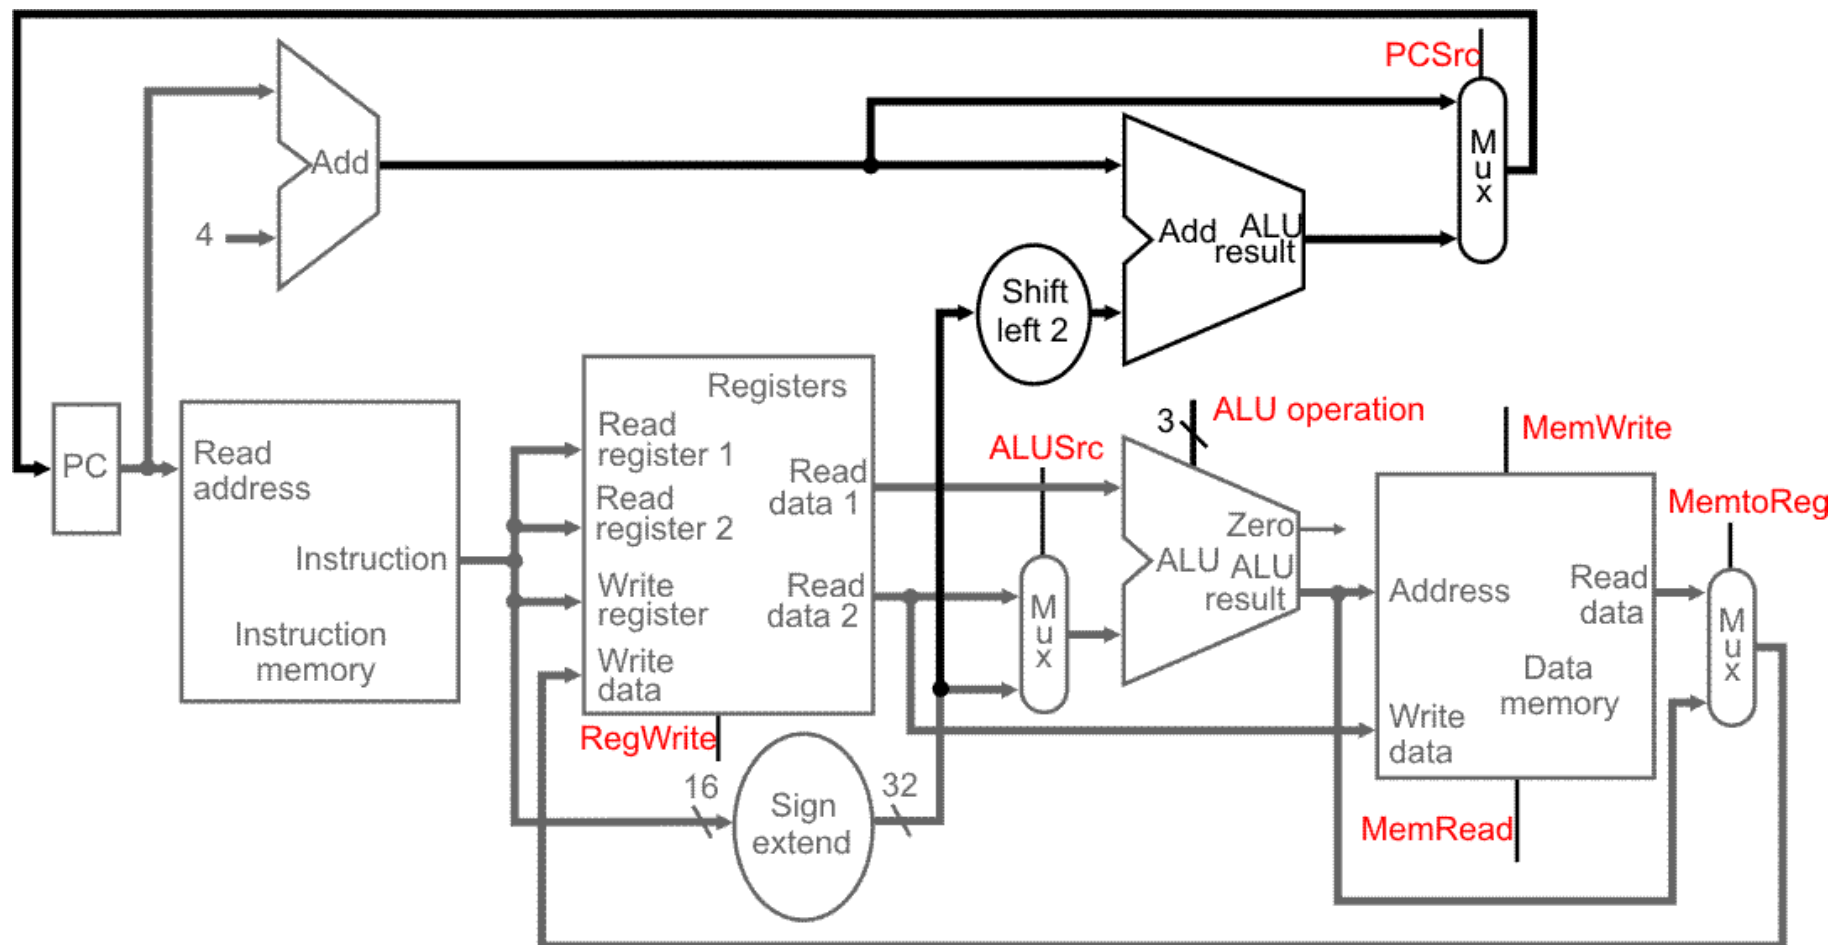 PCSrc
M
u
x
Add
4
Add
ALU
result
Shift
left 2
Registers
Read
register 1
Read
register 2
Write
register
Write
data
Read
data 1
Read
data 2
RegWrite
PC
Read
address
Instruction
Instruction
memory
ALUSrc
M
u
x
3
ALU operation
Zero
ALU
ALU
result
MemWrite
Address
Read
data
Data
memory
Write
data
MemRead
MemtoReg
M
u
x
16
Sign
extend
32